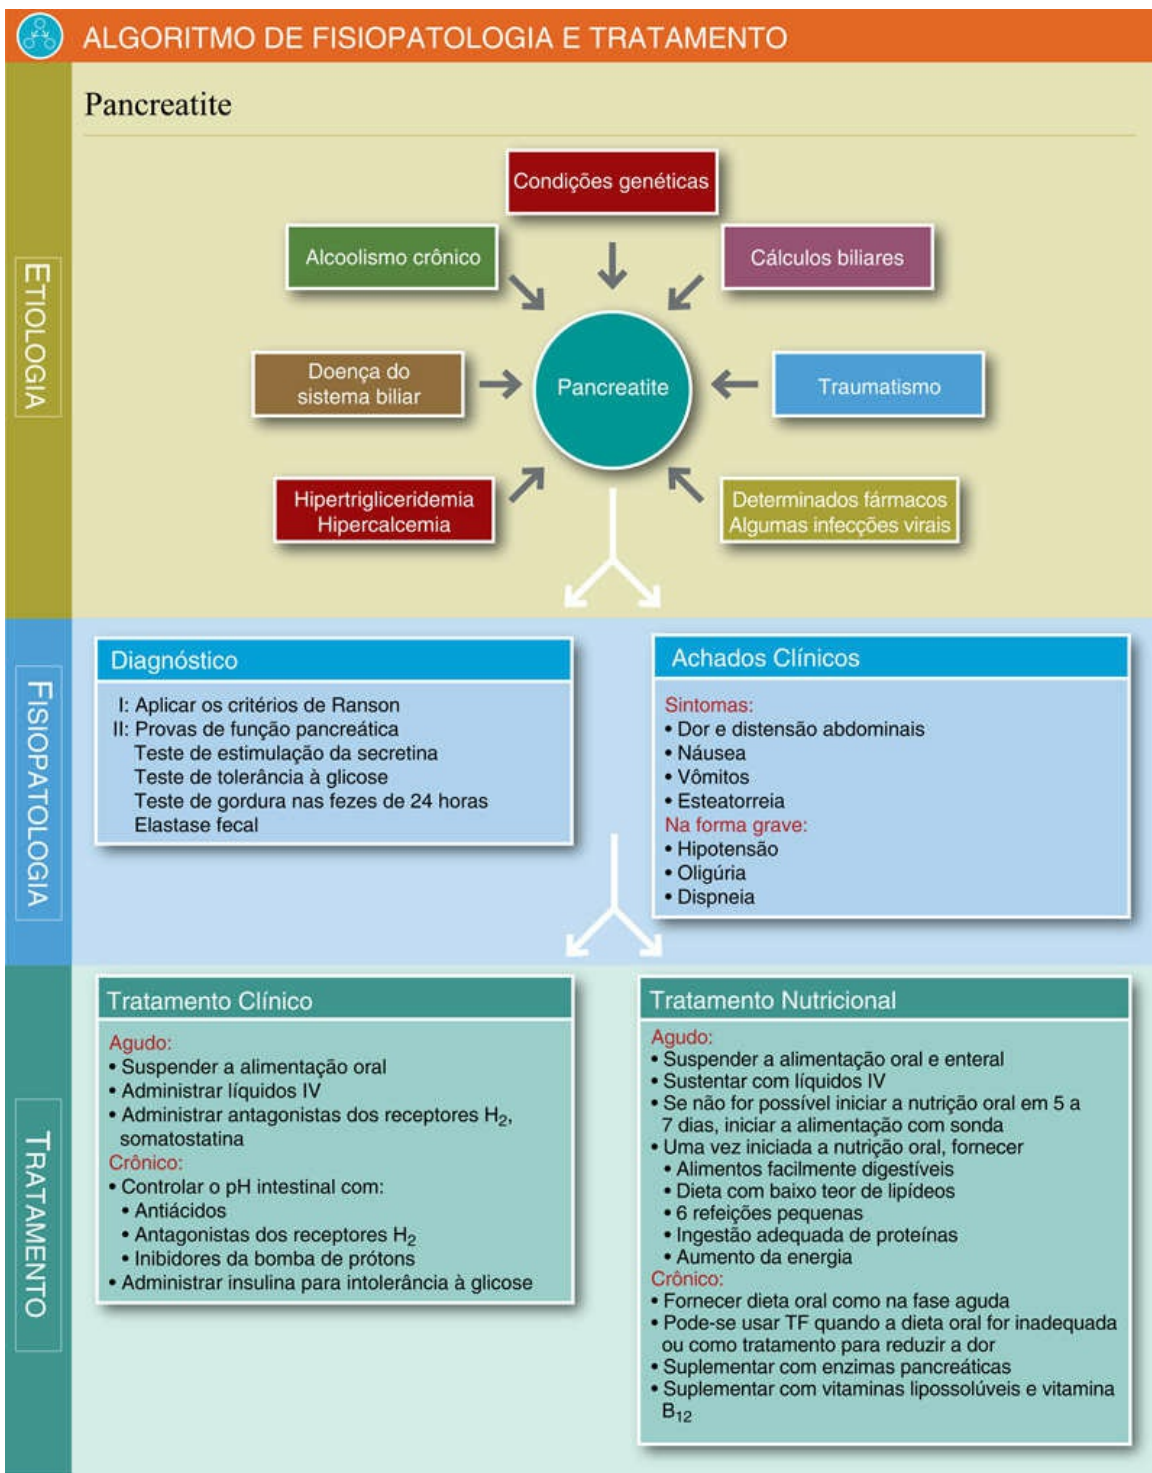 ALGORITMO DE FISIOPATOLOGIA E TRATAMENTO
Pancreatite
ETIOLOGIA
Condições genéticas
Alcoolismo crônico
Cálculos biliares
Doença do
sistema biliar
Pancreatite
Traumatismo
Hipertrigliceridemia
Hipercalcemia
Determinados fármacos
Algumas infecções virais
FISIOPATOLOGIA
Diagnóstico
I: Aplicar os critérios de Ranson
II: Provas de função pancreática
Teste de estimulação da secretina
Teste de tolerância à glicose
Teste de gordura nas fezes de 24 horas
Elastase fecal
Achados Clínicos
Sintomas:
• Dor e distensão abdominais
• Náusea
• Vômitos
• Esteatorreia
Na forma grave:
• Hipotensão
• Oligúria
• Dispneia
TRATAMENTO
Tratamento Clínico
Agudo:
• Suspender a alimentação oral
• Administrar líquidos IV
• Administrar antagonistas dos receptores H2,
somatostatina
Crônico:
• Controlar o pH intestinal com:
• Antiácidos
• Antagonistas dos receptores H2
• Inibidores da bomba de prótons
• Administrar insulina para intolerância à glicose
Tratamento Nutricional
Agudo:
• Suspender a alimentação oral e enteral
• Sustentar com líquidos IV
• Se não for possível iniciar a nutrição oral em 5 a
7 dias, iniciar a alimentação com sonda
• Uma vez iniciada a nutrição oral, fornecer
• Alimentos facilmente digestíveis
• Dieta com baixo teor de lipídeos
• 6 refeições pequenas
• Ingestão adequada de proteínas
• Aumento da energia
Crônico:
• Fornecer dieta oral como na fase aguda
• Pode-se usar TF quando a dieta oral for inadequada
ou como tratamento para reduzir a dor
• Suplementar com enzimas pancreáticas
• Suplementar com vitaminas lipossolúveis e vitamina
B12